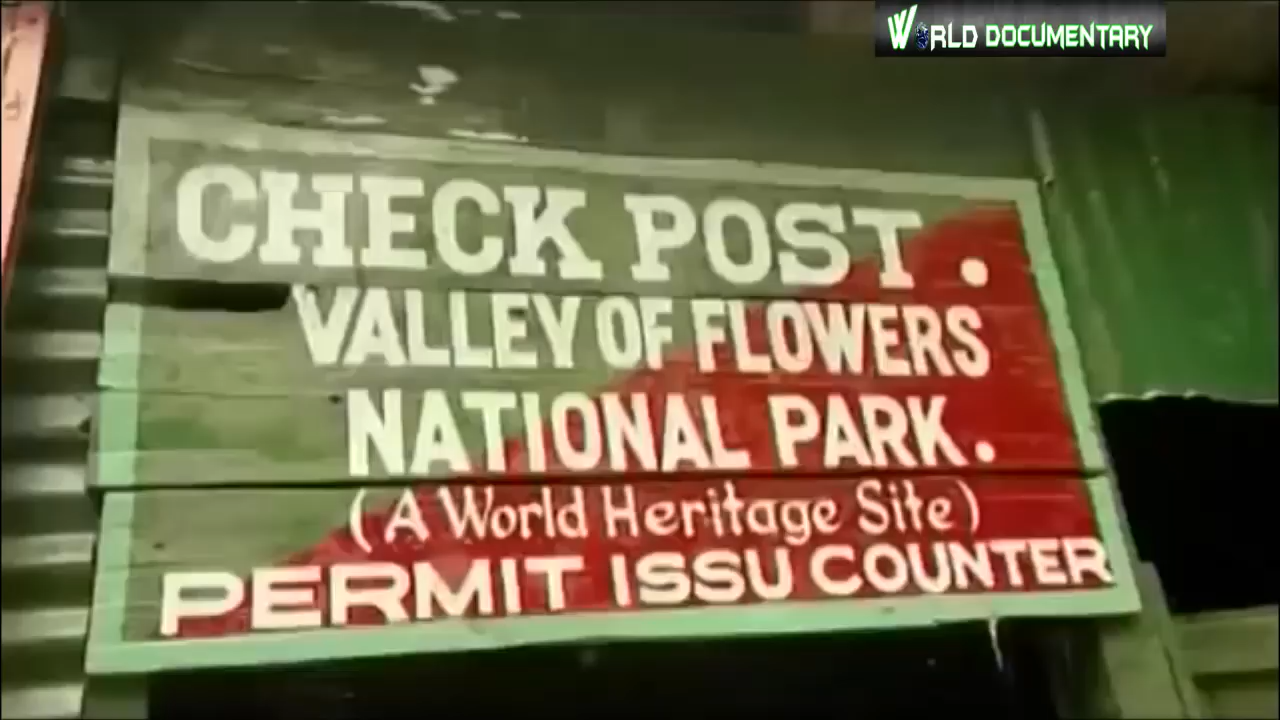 WORLD DOCUMENTARY
CHECK POST.
VALLEY OF FLOWERS
NATIONAL PARK.
(A World Heritage Site)
PERMIT ISSU COUNTER